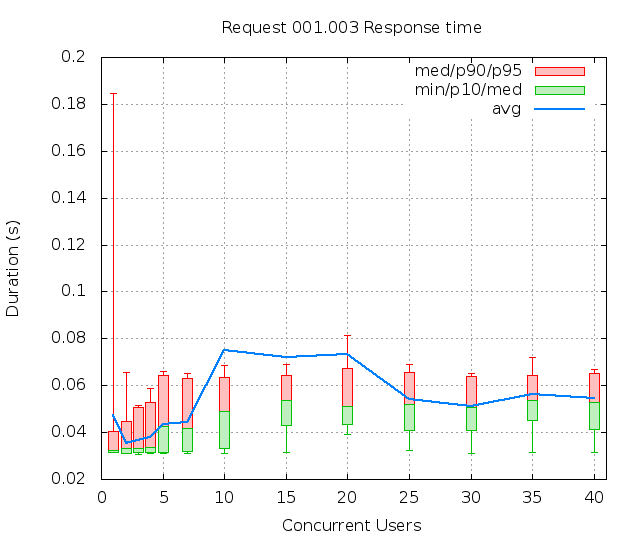 Request 001.003 Response time
med/p90/p95
min/p10/med
avg
0.2
0.18
0.16
0.14
0.12
0.1
0.08
0.06
0.04
0.02
Duration (s)
0 5 10 15 20 25 30 35 40
Concurrent Users